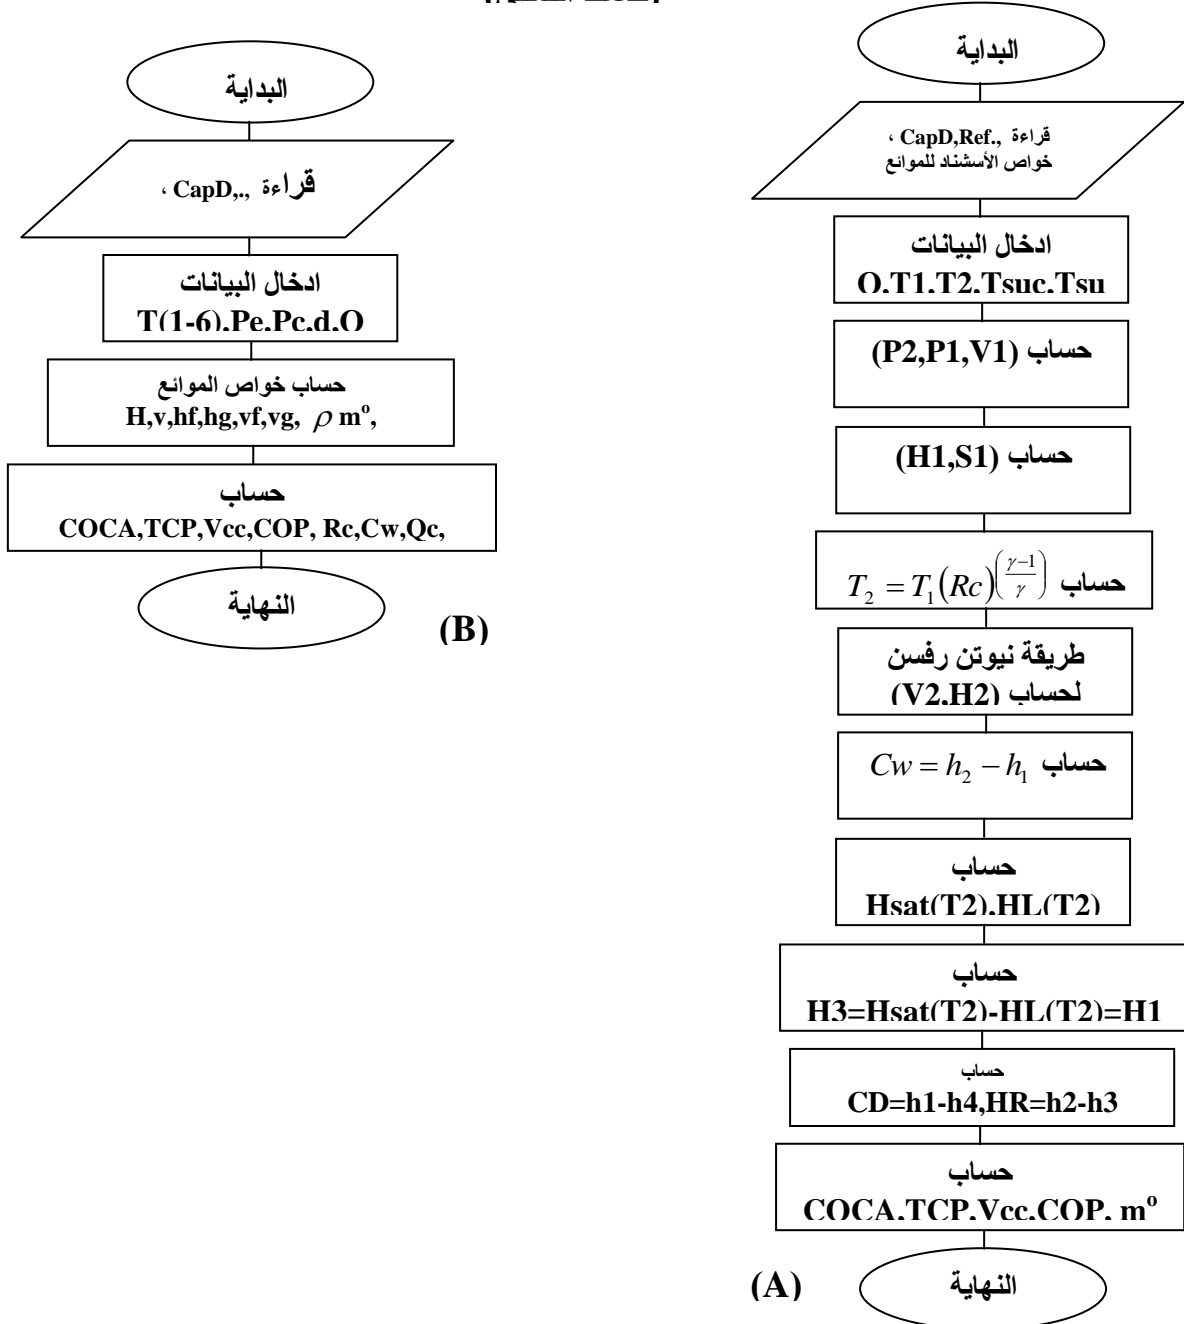 البداية
قراءة CapD,Ref., ،
خواص الأسشناد للموائع
ادخال البيانات
Q,T1,T2,Tsuc,Tsu
حساب (P2,P1,V1)
حساب (H1,S1)
حساب T₂ = T₁(Rc)^((γ−1)/γ)
طريقة نيوتن رفسن
لحساب (V2,H2)
حساب Cw = h₂ − h₁
حساب
Hsat(T2),HL(T2)
حساب
H3=Hsat(T2)-HL(T2)=H1
حساب
CD=h1-h4,HR=h2-h3
حساب
COCA,TCP,Vcc,COP, mº
النهاية
(A)
البداية
قراءة CapD,., ،
ادخال البيانات
T(1-6),Pe,Pc,d,Q
حساب خواص الموائع
H,v,hf,hg,vf,vg, ρ mº,
حساب
COCA,TCP,Vcc,COP, Rc,Cw,Qc,
النهاية
(B)